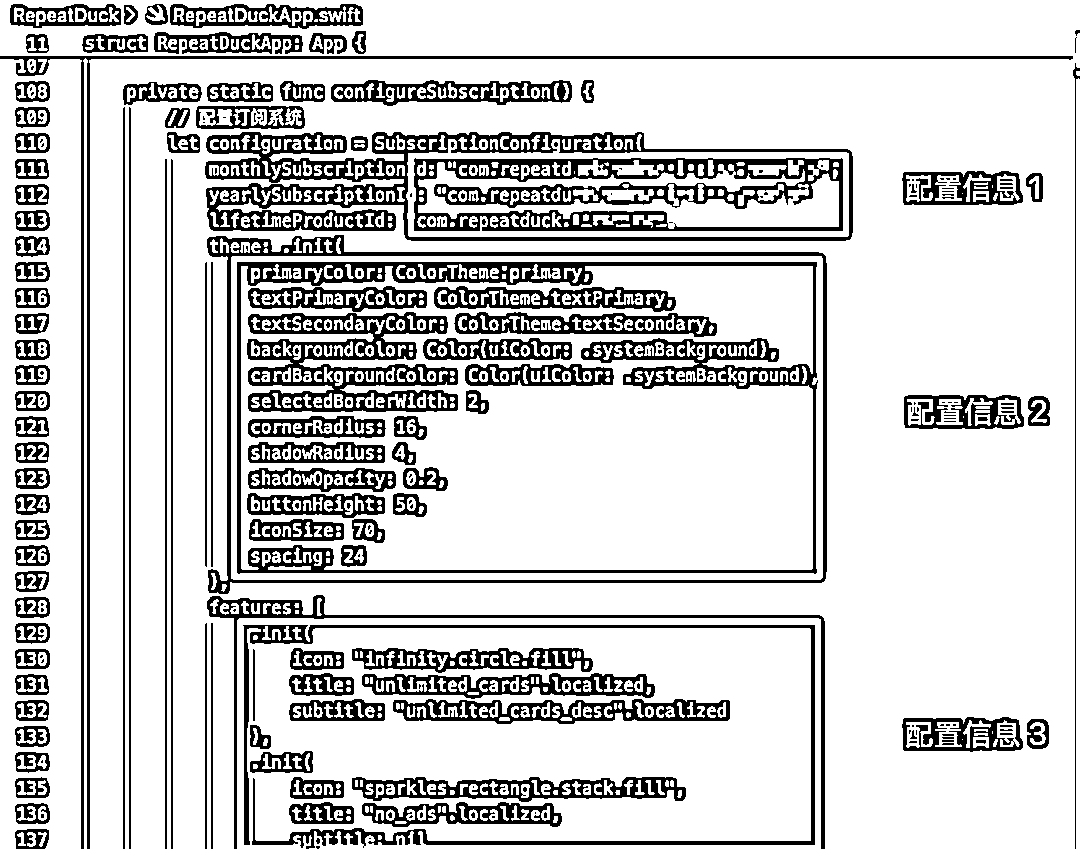 RepeatDuck > RepeatDuckApp.swift
11 struct RepeatDuckApp: App {
107
108 private static func configureSubscription() {
109 // 配置订阅系统
110 let configuration = SubscriptionConfiguration(
111 monthlySubscription d: "com.repeatd
112 yearlySubscriptionI : "com.repeatdu
113 lifetimeProductId: com.repeatduck.
配置信息 1
114 theme: .init(
115 primaryColor: ColorTheme.primary,
116 textPrimaryColor: ColorTheme.textPrimary,
117 textSecondaryColor: ColorTheme.textSecondary,
118 backgroundColor: Color(uiColor: .systemBackground),
119 cardBackgroundColor: Color(uiColor: .systemBackground),
120 selectedBorderWidth: 2,
121 cornerRadius: 16,
122 shadowRadius: 4,
123 shadowOpacity: 0.2,
124 buttonHeight: 50,
125 iconSize: 70,
126 spacing: 24
配置信息 2
127 ),
128 features: [
129 .init(
130 icon: "infinity.circle.fill",
131 title: "unlimited_cards".localized,
132 subtitle: "unlimited_cards_desc".localized
133 ),
134 .init(
135 icon: "sparkles.rectangle.stack.fill",
136 title: "no_ads".localized,
137 subtitle: nil
配置信息 3